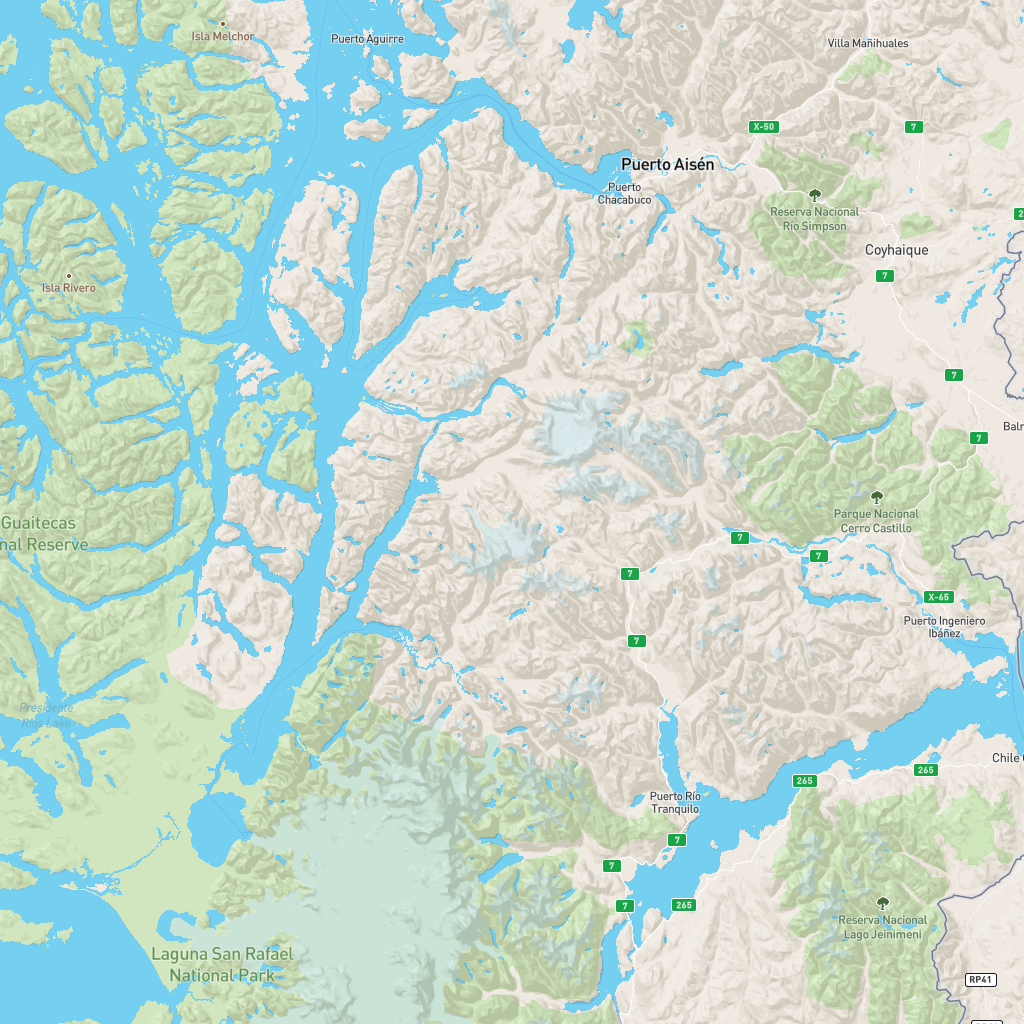 Isla Melchor
Puerto Aguirre
Villa Mañihuales
X-50
7
Puerto Aisén
Puerto
Chacabuco
Reserva Nacional
Río Simpson
2
Coyhaique
7
Isla Rivero
7
Balm
7
Guaitecas
nal Reserve
Parque Nacional
Cerro Castillo
7
7
7
X-65
Puerto Ingeniero
Ibáñez
7
Presidente
Ríos Lake
Chile C
265
265
Puerto Río
Tranquilo
7
7
7
265
Reserva Nacional
Lago Jeinimeni
Laguna San Rafael
National Park
RP41